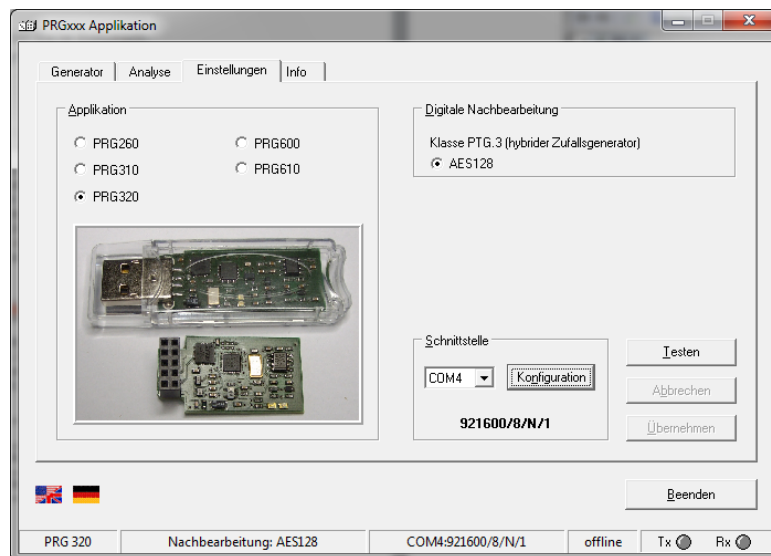 PRGxxx Applikation
Generator
Analyse
Einstellungen
Info
Applikation
PRG260
PRG600
PRG310
PRG610
PRG320
Digitale Nachbearbeitung
Klasse PTG.3 (hybrider Zufallsgenerator)
AES128
Schnittstelle
COM4
Konfiguration
921600/8/N/1
Testen
Abbrechen
Übernehmen
Beenden
PRG 320
Nachbearbeitung: AES128
COM4:921600/8/N/1
offline
Tx
Rx